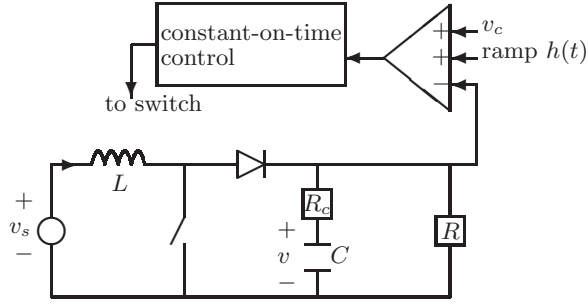 constant-on-time
control
+ v_c
+ ramp h(t)
−
to switch
L
+
v_s
−
R_c
+
v
−
C
R